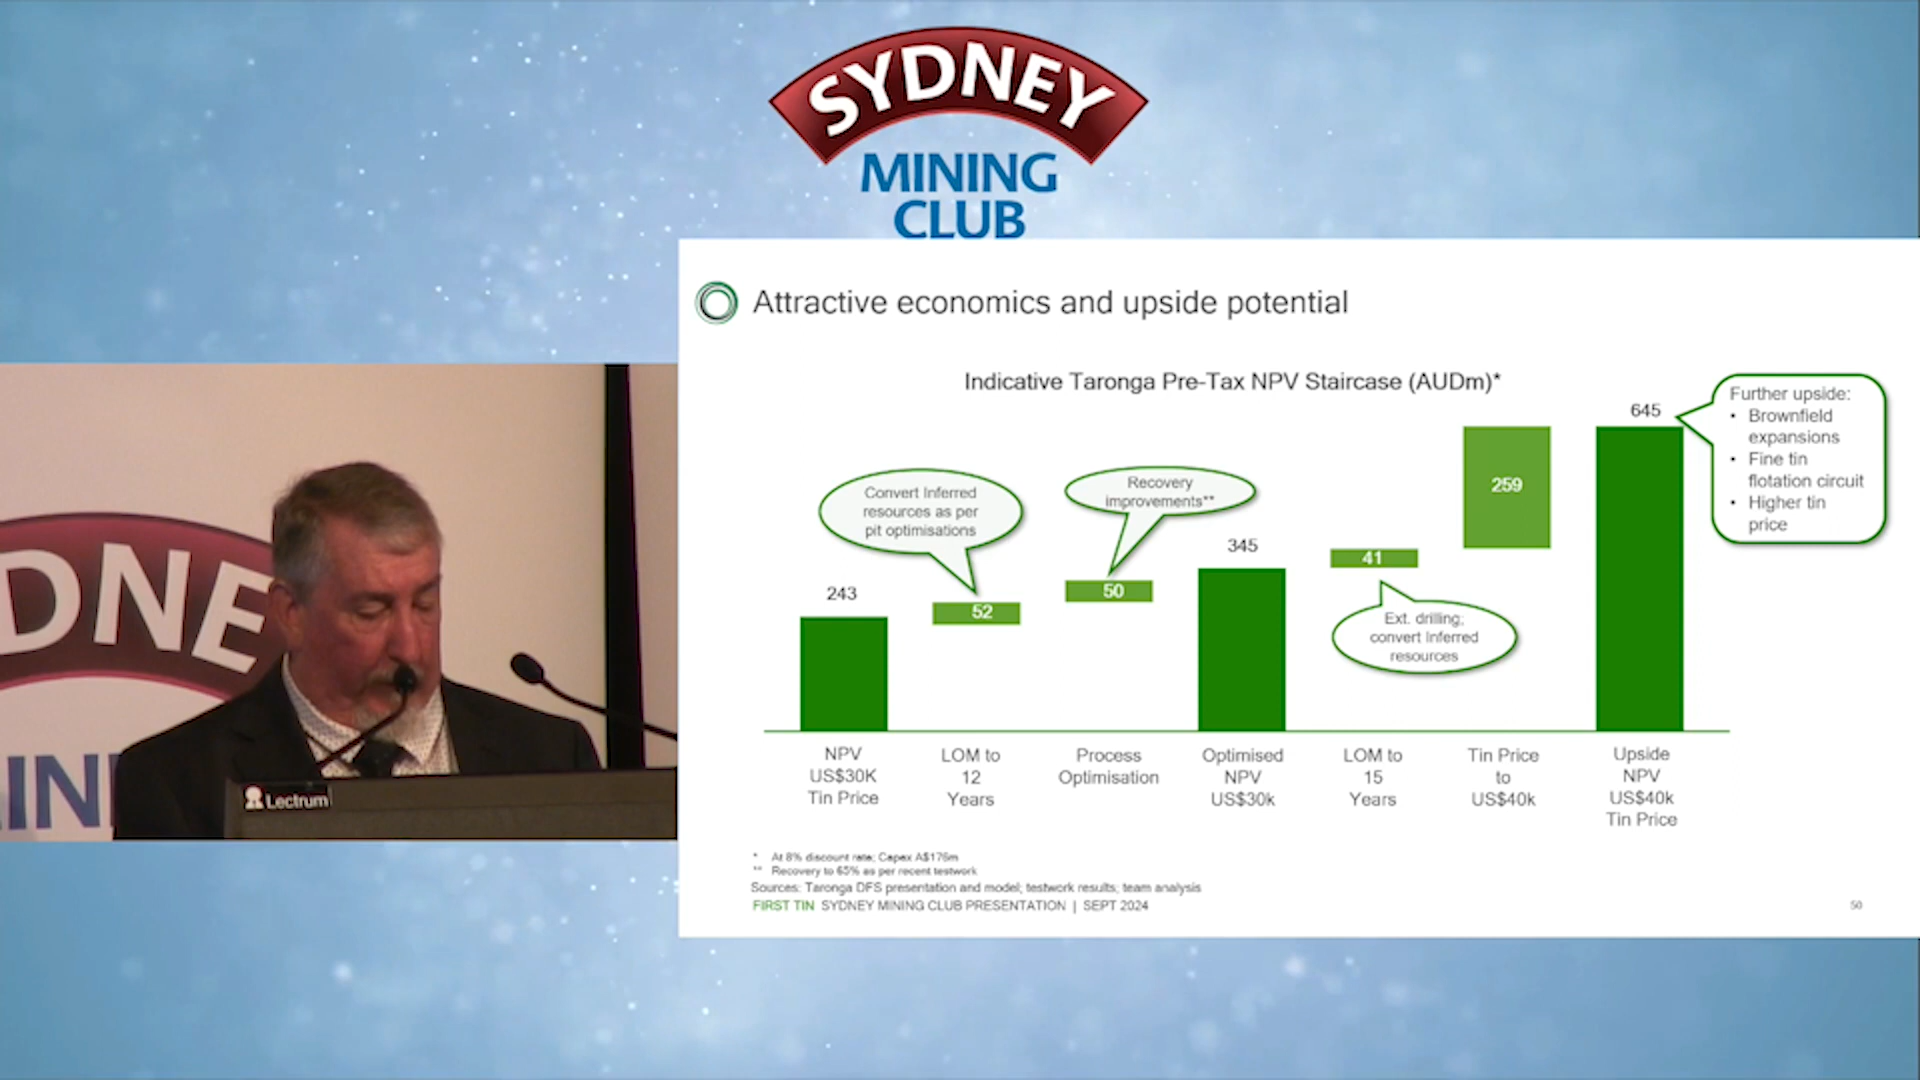 SYDNEY
MINING
CLUB
DNE
IN
Lectrum
Attractive economics and upside potential
Indicative Taronga Pre-Tax NPV Staircase (AUDm)*
Convert Inferred
resources as per
pit optimisations
Recovery
improvements**
Further upside:
• Brownfield
expansions
• Fine tin
flotation circuit
• Higher tin
price
243
52
50
345
41
259
645
Ext. drilling;
convert Inferred
resources
NPV
US$30K
Tin Price
LOM to
12
Years
Process
Optimisation
Optimised
NPV
US$30k
LOM to
15
Years
Tin Price
to
US$40k
Upside
NPV
US$40k
Tin Price
* At 8% discount rate; Capex A$176m
** Recovery to 65% as per recent testwork
Sources: Taronga DFS presentation and model; testwork results; team analysis
FIRST TIN SYDNEY MINING CLUB PRESENTATION | SEPT 2024
50